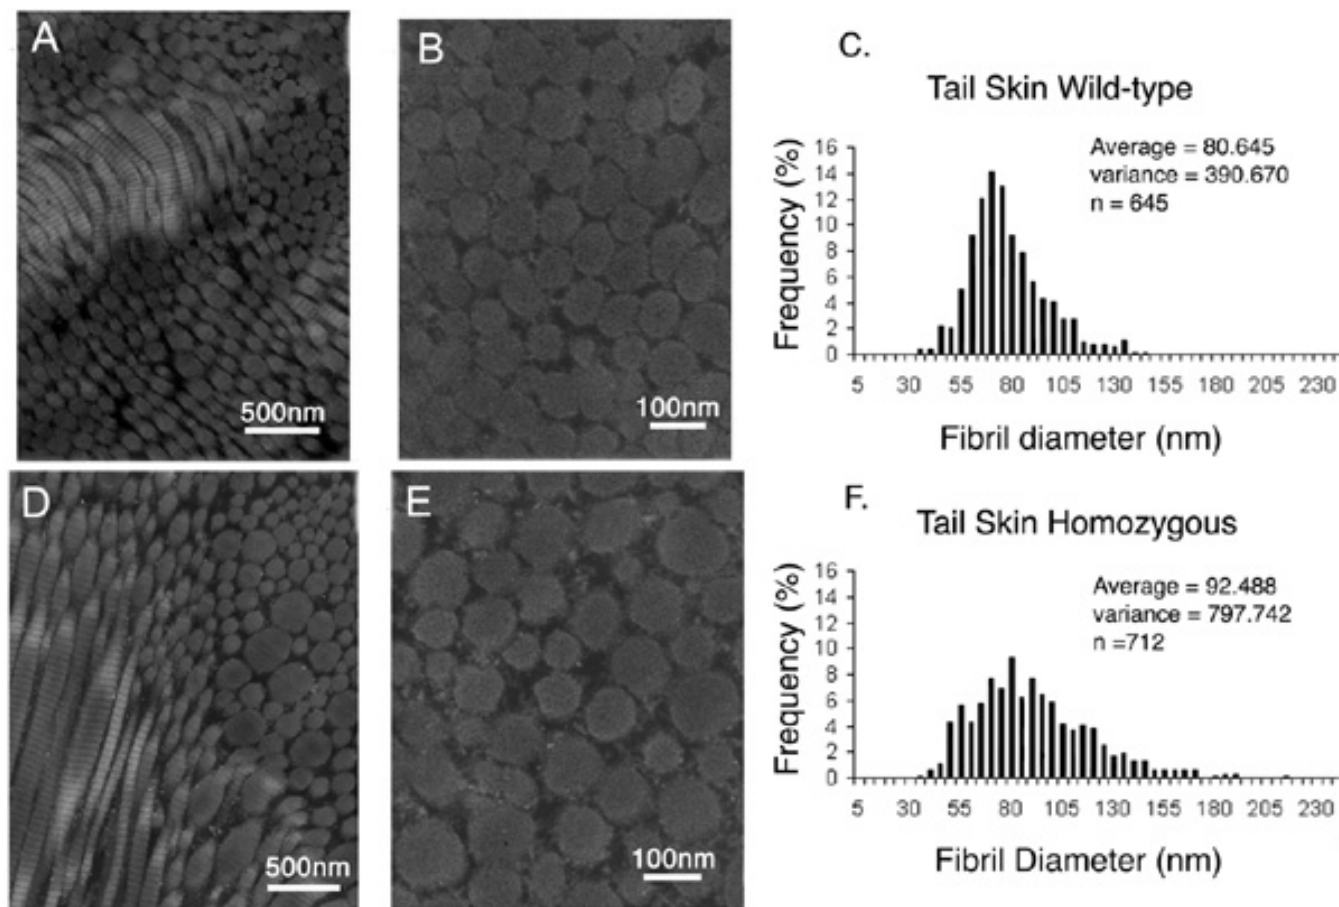 A
500nm
B
100nm
C.
Tail Skin Wild-type
Average = 80.645
variance = 390.670
n = 645
Frequency (%)
16
14
12
10
8
6
4
2
0
5 30 55 80 105 130 155 180 205 230
Fibril diameter (nm)
D
500nm
E
100nm
F.
Tail Skin Homozygous
Average = 92.488
variance = 797.742
n =712
Frequency (%)
16
14
12
10
8
6
4
2
0
5 30 55 80 105 130 155 180 205 230
Fibril Diameter (nm)